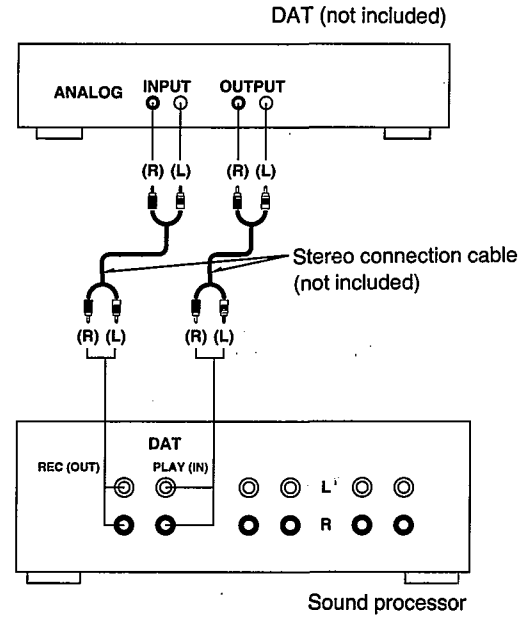 DAT (not included)
ANALOG INPUT OUTPUT
(R) (L) (R) (L)
Stereo connection cable
(not included)
(R) (L) (R) (L)
DAT
REC (OUT) PLAY (IN)
L
R
Sound processor